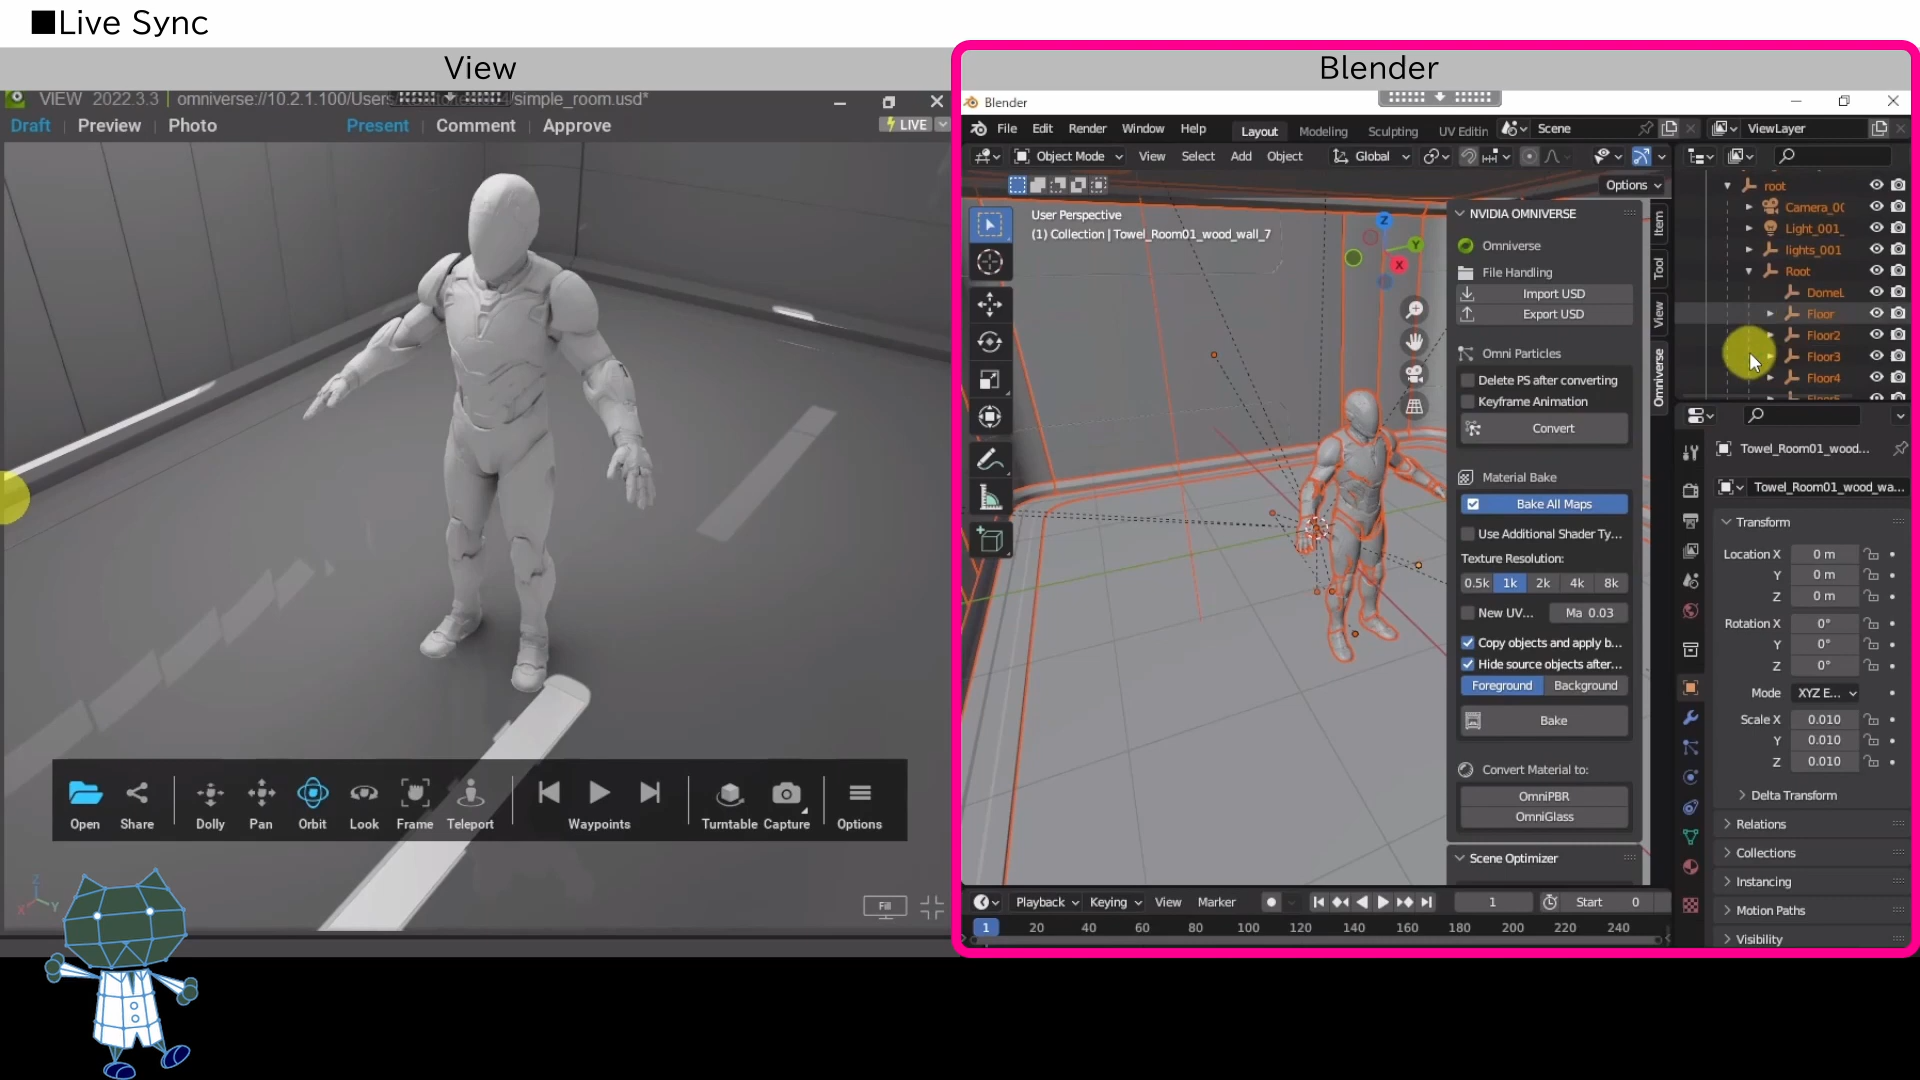 ■Live Sync
View
VIEW 2022.3.3 omniverse://10.2.1.100/Users /simple_room.usd*
Draft Preview Photo Present Comment Approve LIVE
Open Share Dolly Pan Orbit Look Frame Teleport Waypoints Turntable Capture Options
Fill
Z
X Y
Blender
Blender
File Edit Render Window Help Layout Modeling Sculpting UV Editin Scene ViewLayer
Object Mode View Select Add Object Global
Options
User Perspective
(1) Collection | Towel_Room01_wood_wall_7
Z
Y
X
NVIDIA OMNIVERSE
Omniverse
File Handling
Import USD
Export USD
Omni Particles
Delete PS after converting
Keyframe Animation
Convert
Material Bake
Bake All Maps
Use Additional Shader Ty...
Texture Resolution:
0.5k 1k 2k 4k 8k
New UV... Ma 0.03
Copy objects and apply b...
Hide source objects after...
Foreground Background
Bake
Convert Material to:
OmniPBR
OmniGlass
Scene Optimizer
Item
Tool
View
Omniverse
root
Camera_00
Light_001_
lights_001
Root
DomeL
Floor
Floor2
Floor3
Floor4
Towel_Room01_wood...
Towel_Room01_wood_wa...
Transform
Location X 0 m
Y 0 m
Z 0 m
Rotation X 0°
Y 0°
Z 0°
Mode XYZ E...
Scale X 0.010
Y 0.010
Z 0.010
Delta Transform
Relations
Collections
Instancing
Motion Paths
Visibility
Playback Keying View Marker 1 Start 0
1 20 40 60 80 100 120 140 160 180 200 220 240